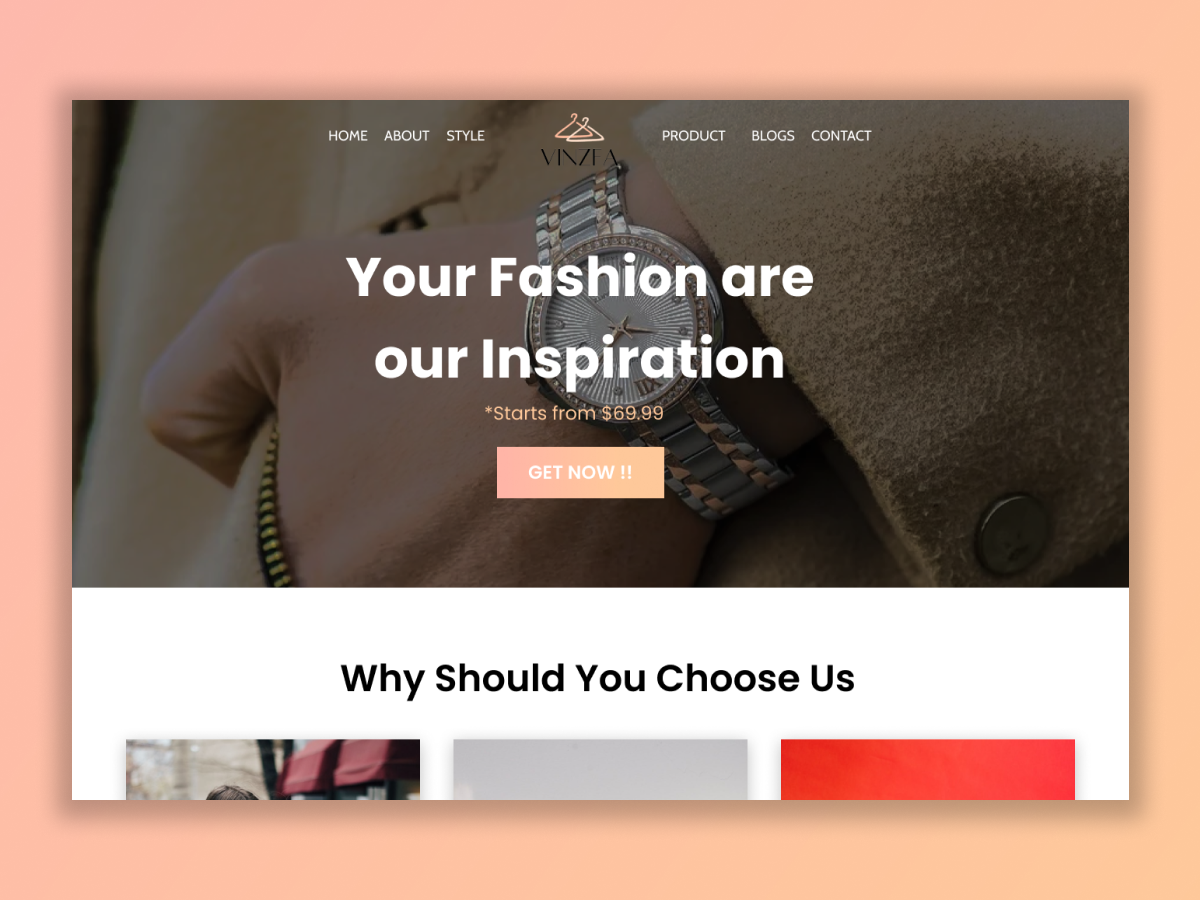 HOME ABOUT STYLE PRODUCT BLOGS CONTACT
VINZEA
Your Fashion are
our Inspiration
*Starts from $69.99
GET NOW !!
Why Should You Choose Us